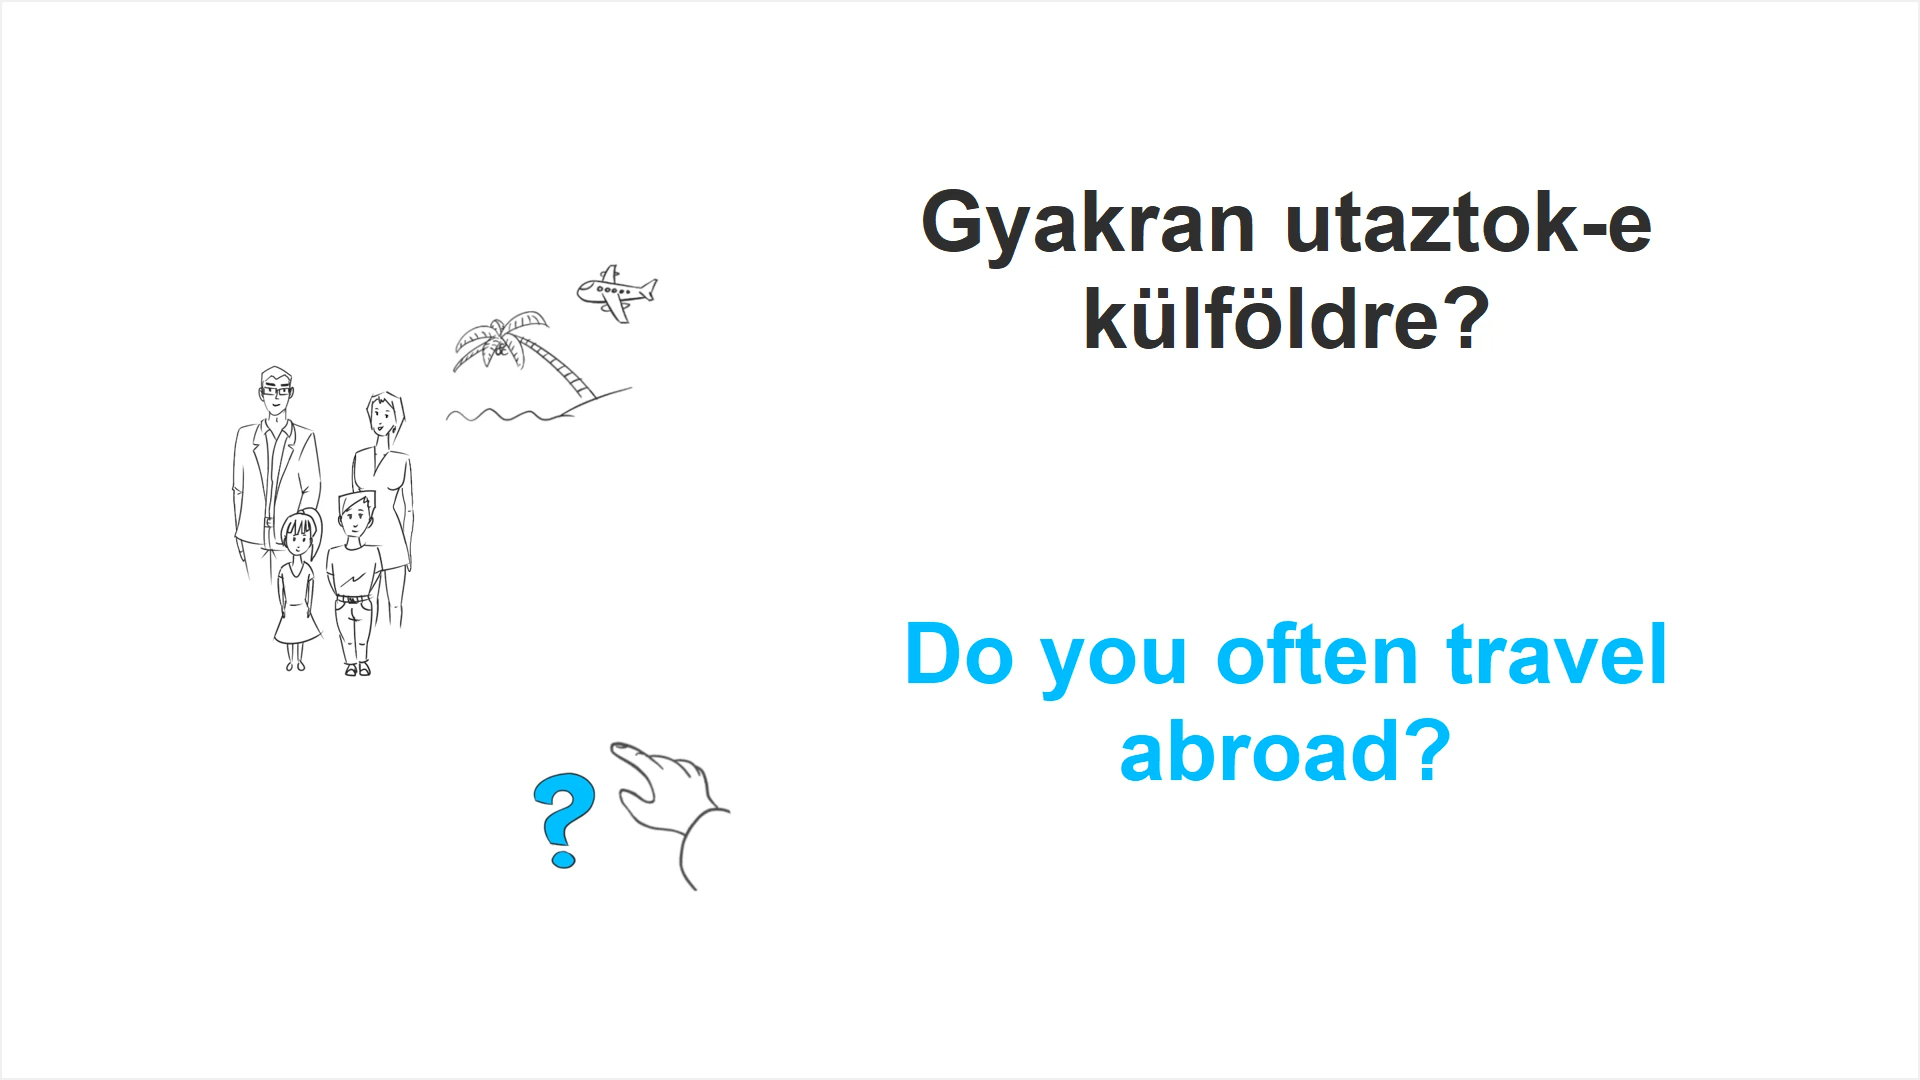 Gyakran utaztok-e
külföldre?
Do you often travel
abroad?
?